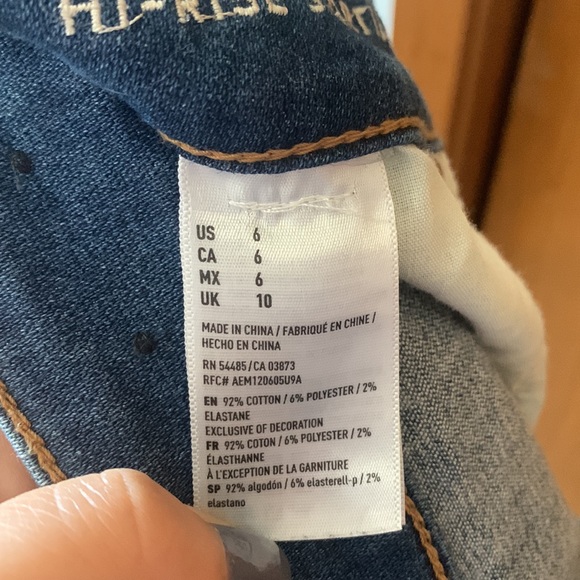 HI-RISE
US 6
CA 6
MX 6
UK 10
MADE IN CHINA / FABRIQUÉ EN CHINE /
HECHO EN CHINA
RN 54485/CA 03873
RFC# AEM120605U9A
EN 92% COTTON / 6% POLYESTER / 2%
ELASTANE
EXCLUSIVE OF DECORATION
FR 92% COTON / 6% POLYESTER / 2%
ÉLASTHANNE
À L'EXCEPTION DE LA GARNITURE
SP 92% algodón / 6% elasterell-p / 2%
elastano